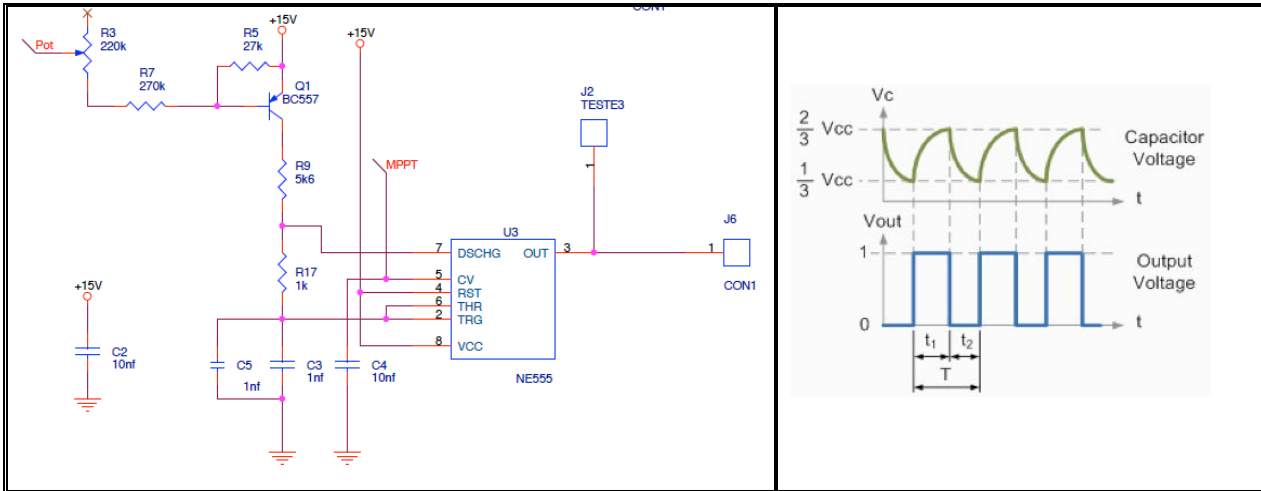 CON1
R3
220k
Pot
R7
270k
R5
27k
+15V
Q1
BC557
+15V
R9
5k6
MPPT
R17
1k
J2
TESTE3
1
J6
1
CON1
U3
7 DSCHG OUT 3
5 CV
4 RST
6 THR
2 TRG
8 VCC
NE555
+15V
C2
10nf
C5
1nf
C3
1nf
C4
10nf
Vc
2/3 Vcc
1/3 Vcc
t
Capacitor
Voltage
Vout
1
0
t
Output
Voltage
t1 t2
T